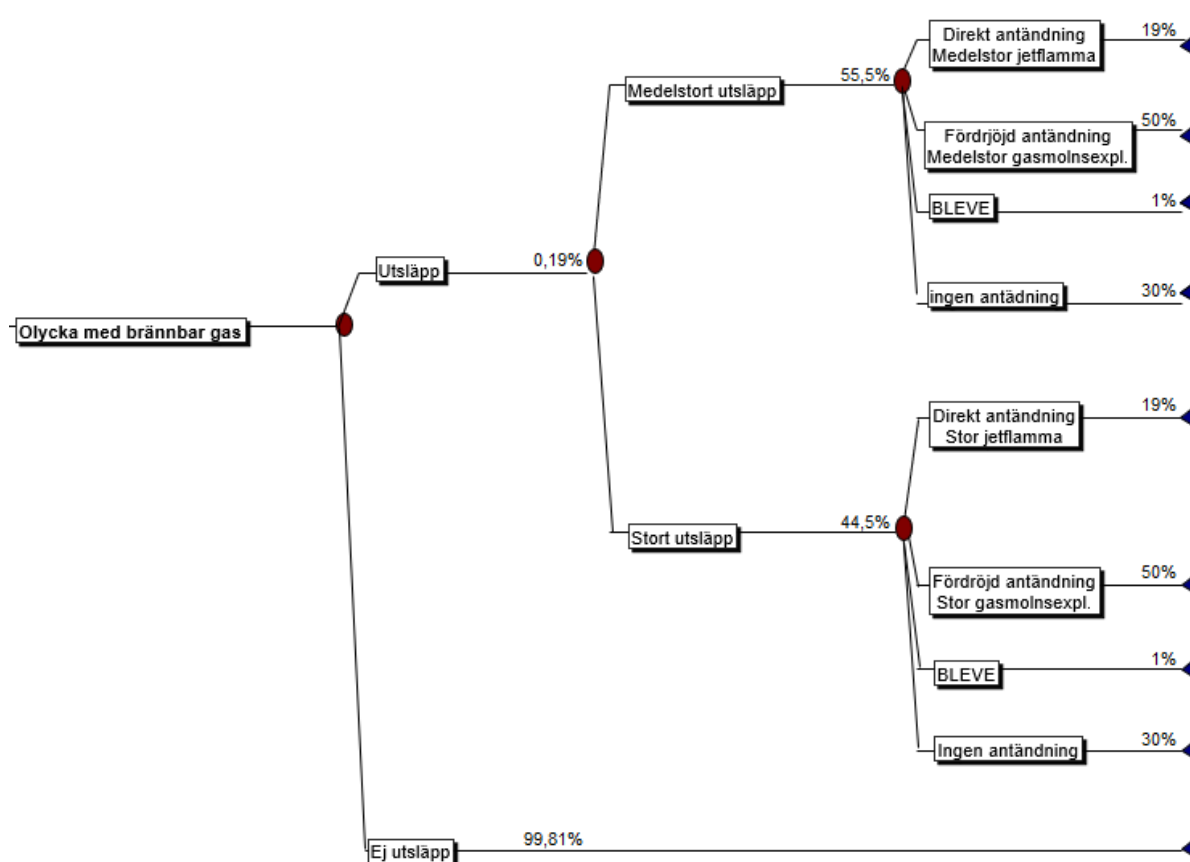 Direkt antändning
Medelstor jetflamma
19%
Medelstort utsläpp
55,5%
Fördrjöjd antändning
Medelstor gasmolnsexpl.
50%
BLEVE
1%
Utsläpp
0,19%
ingen antädning
30%
Olycka med brännbar gas
Direkt antändning
Stor jetflamma
19%
Stort utsläpp
44,5%
Fördröjd antändning
Stor gasmolnsexpl.
50%
BLEVE
1%
Ingen antändning
30%
Ej utsläpp
99,81%